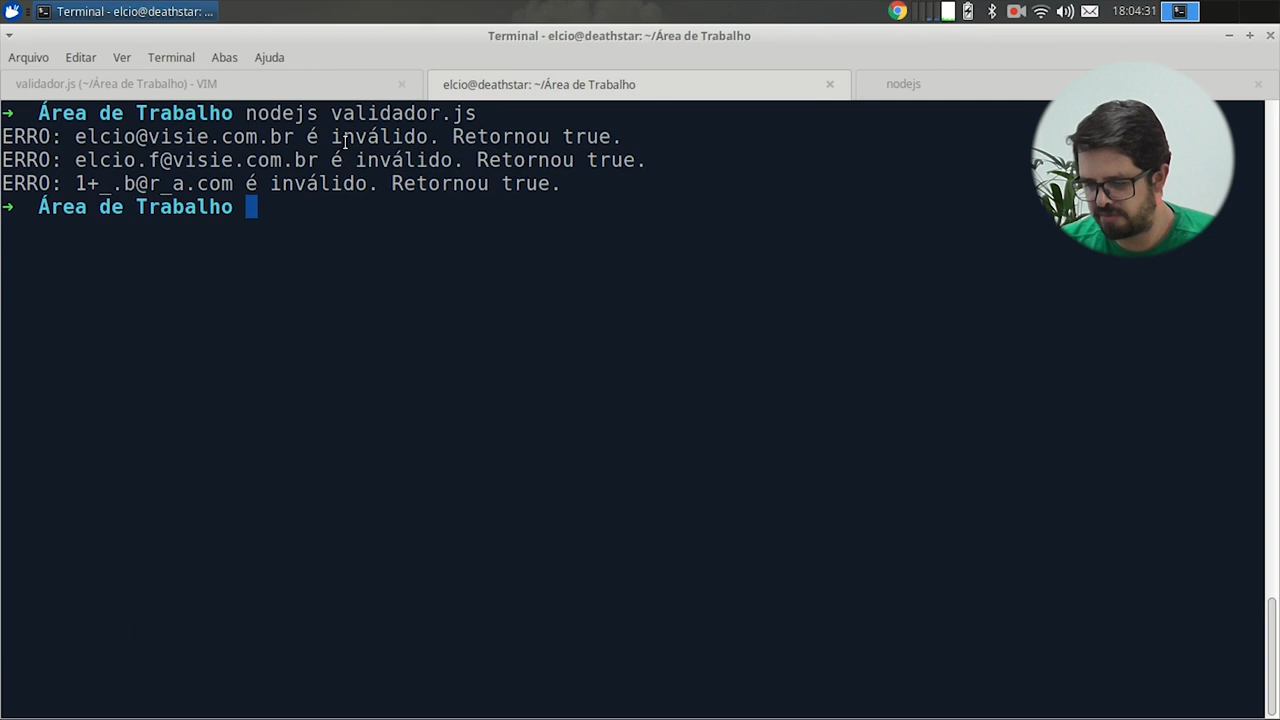 Terminal - elcio@deathstar: ...
18:04:31
Terminal - elcio@deathstar: ~/Área de Trabalho
Arquivo Editar Ver Terminal Abas Ajuda
validador.js (~/Área de Trabalho) - VIM
elcio@deathstar: ~/Área de Trabalho
nodejs
➜ Área de Trabalho nodejs validador.js
ERRO: elcio@visie.com.br é inválido. Retornou true.
ERRO: elcio.f@visie.com.br é inválido. Retornou true.
ERRO: 1+_.b@r_a.com é inválido. Retornou true.
➜ Área de Trabalho